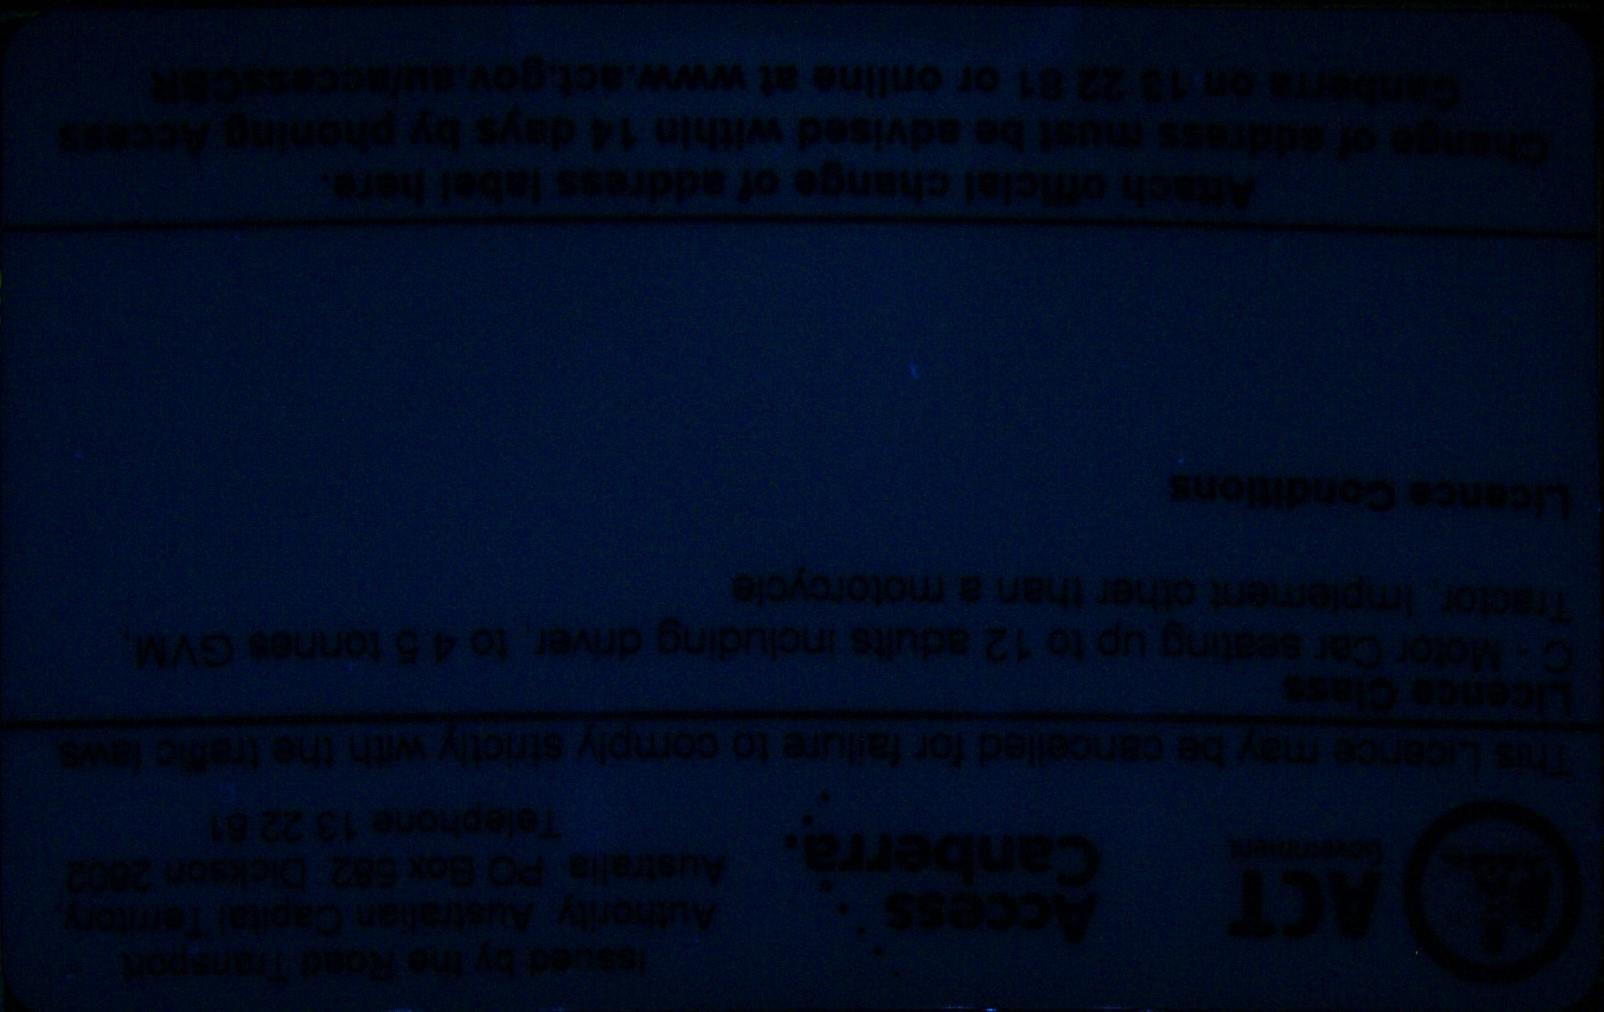 Issued by the Road Transport
Authority Australian Capital Territory,
Australia PO Box 582 Dickson 2602
Telephone 13 22 81
ACT
Government
Access
Canberra
This Licence may be cancelled for failure to comply strictly with the traffic laws
Licence Class
C - Motor Car seating up to 12 adults including driver, to 4.5 tonnes GVM,
Tractor, Implement other than a motorcycle
Licence Conditions
Attach official change of address label here.
Change of address must be advised within 14 days by phoning Access
Canberra on 13 22 81 or online at www.act.gov.au/accessCBR